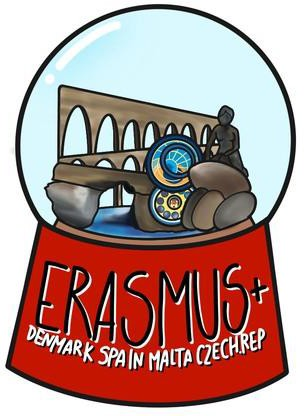 ERASMUS+
DENMARK SPAIN MALTA CZECH.REP